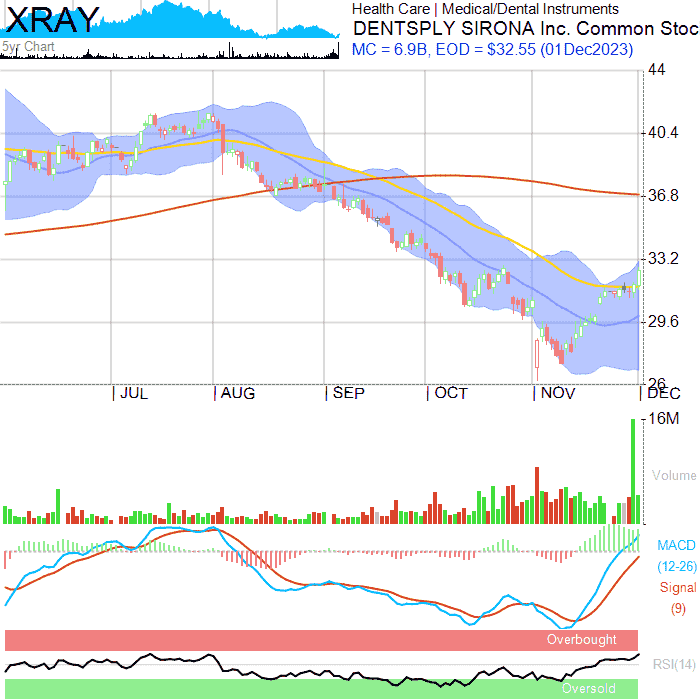 XRAY
Health Care | Medical/Dental Instruments
DENTSPLY SIRONA Inc. Common Stoc
MC = 6.9B, EOD = $32.55 (01Dec2023)
5yr Chart
44
40.4
36.8
33.2
29.6
26
JUL AUG SEP OCT NOV DEC
16M
Volume
MACD
(12-26)
Signal
(9)
Overbought
RSI(14)
Oversold